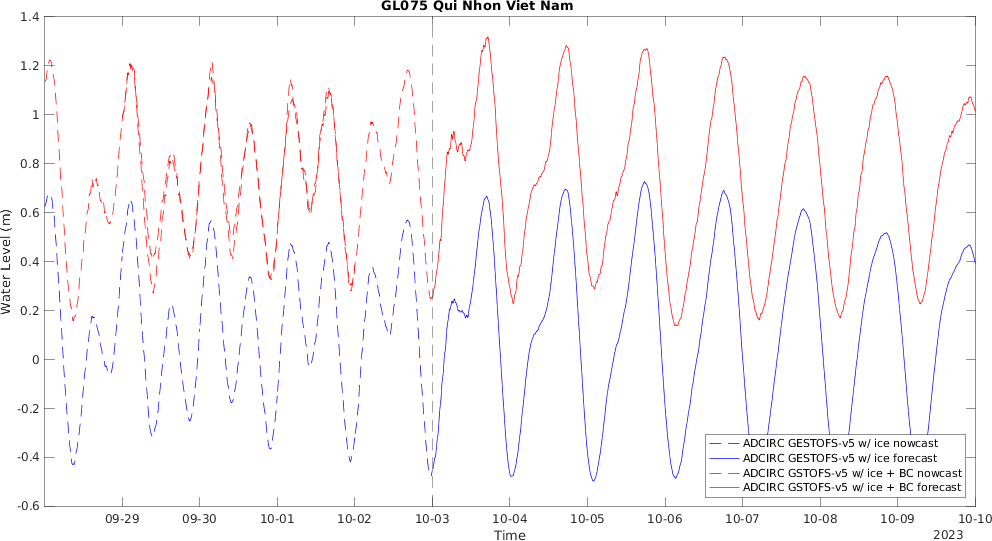 GL075 Qui Nhon Viet Nam
1.4
1.2
1
0.8
0.6
0.4
0.2
0
-0.2
-0.4
-0.6
Water Level (m)
09-29 09-30 10-01 10-02 10-03 10-04 10-05 10-06 10-07 10-08 10-09 10-10
Time
2023
ADCIRC GESTOFS-v5 w/ ice nowcast
ADCIRC GESTOFS-v5 w/ ice forecast
ADCIRC GSTOFS-v5 w/ ice + BC nowcast
ADCIRC GSTOFS-v5 w/ ice + BC forecast